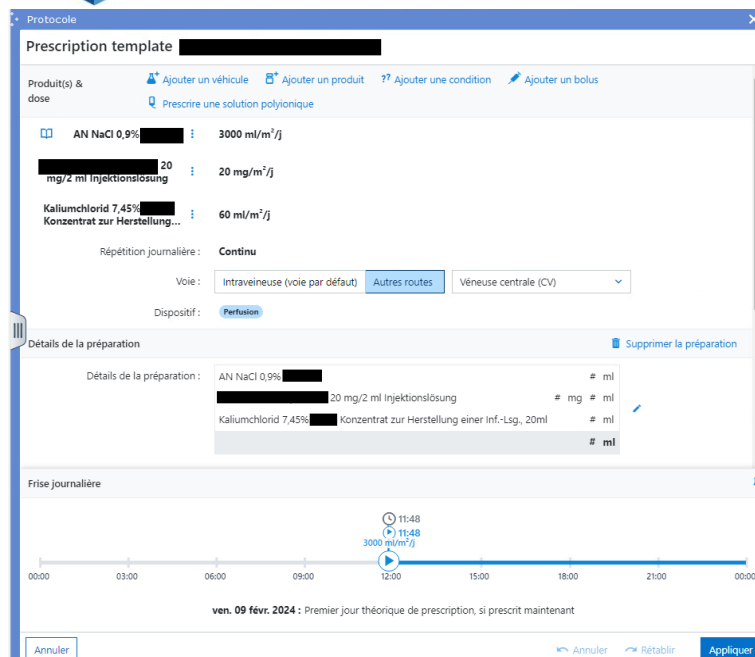 Protocole
Prescription template
Produit(s) & dose
Ajouter un véhicule Ajouter un produit ?? Ajouter une condition Ajouter un bolus
Prescrire une solution polyionique
AN NaCl 0,9% 3000 ml/m²/j
20
mg/2 ml Injektionslösung 20 mg/m²/j
Kaliumchlorid 7,45%
Konzentrat zur Herstellung... 60 ml/m²/j
Répétition journalière : Continu
Voie : Intraveineuse (voie par défaut) Autres routes Véneuse centrale (CV)
Dispositif : Perfusion
Détails de la préparation Supprimer la préparation
Détails de la préparation : AN NaCl 0,9% # ml
20 mg/2 ml Injektionslösung # mg # ml
Kaliumchlorid 7,45% Konzentrat zur Herstellung einer Inf.-Lsg., 20ml # ml
# ml
Frise journalière
11:48
11:48
3000 ml/m²/j
00:00 03:00 06:00 09:00 12:00 15:00 18:00 21:00 00:00
ven. 09 févr. 2024 : Premier jour théorique de prescription, si prescrit maintenant
Annuler Annuler Rétablir Appliquer